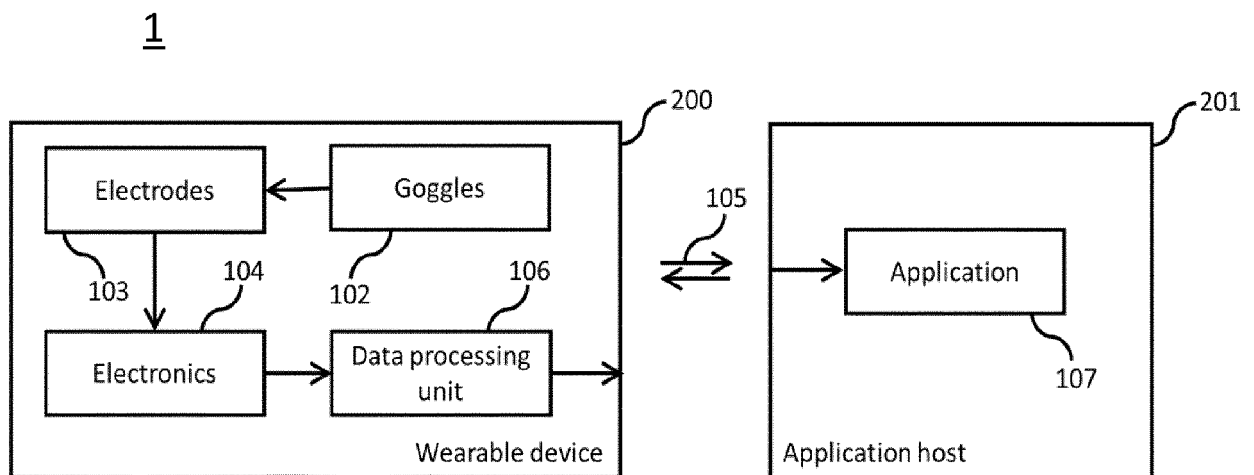 1
200
201
Electrodes
Goggles
105
103
104
102
106
Application
Electronics
Data processing
unit
107
Wearable device
Application host